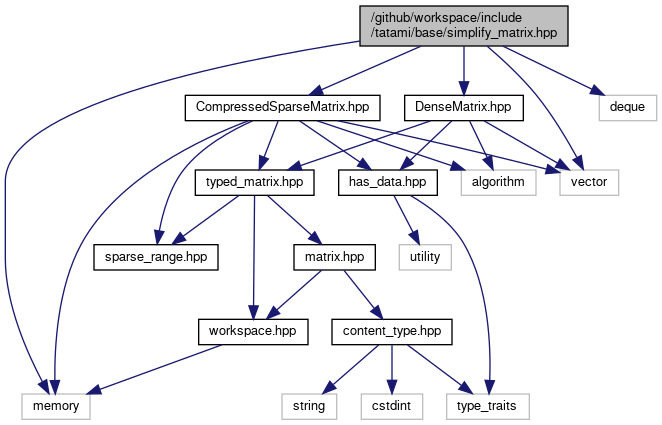 /github/workspace/include
/tatami/base/simplify_matrix.hpp
CompressedSparseMatrix.hpp
DenseMatrix.hpp
deque
typed_matrix.hpp
has_data.hpp
algorithm
vector
sparse_range.hpp
matrix.hpp
utility
workspace.hpp
content_type.hpp
memory
string
cstdint
type_traits